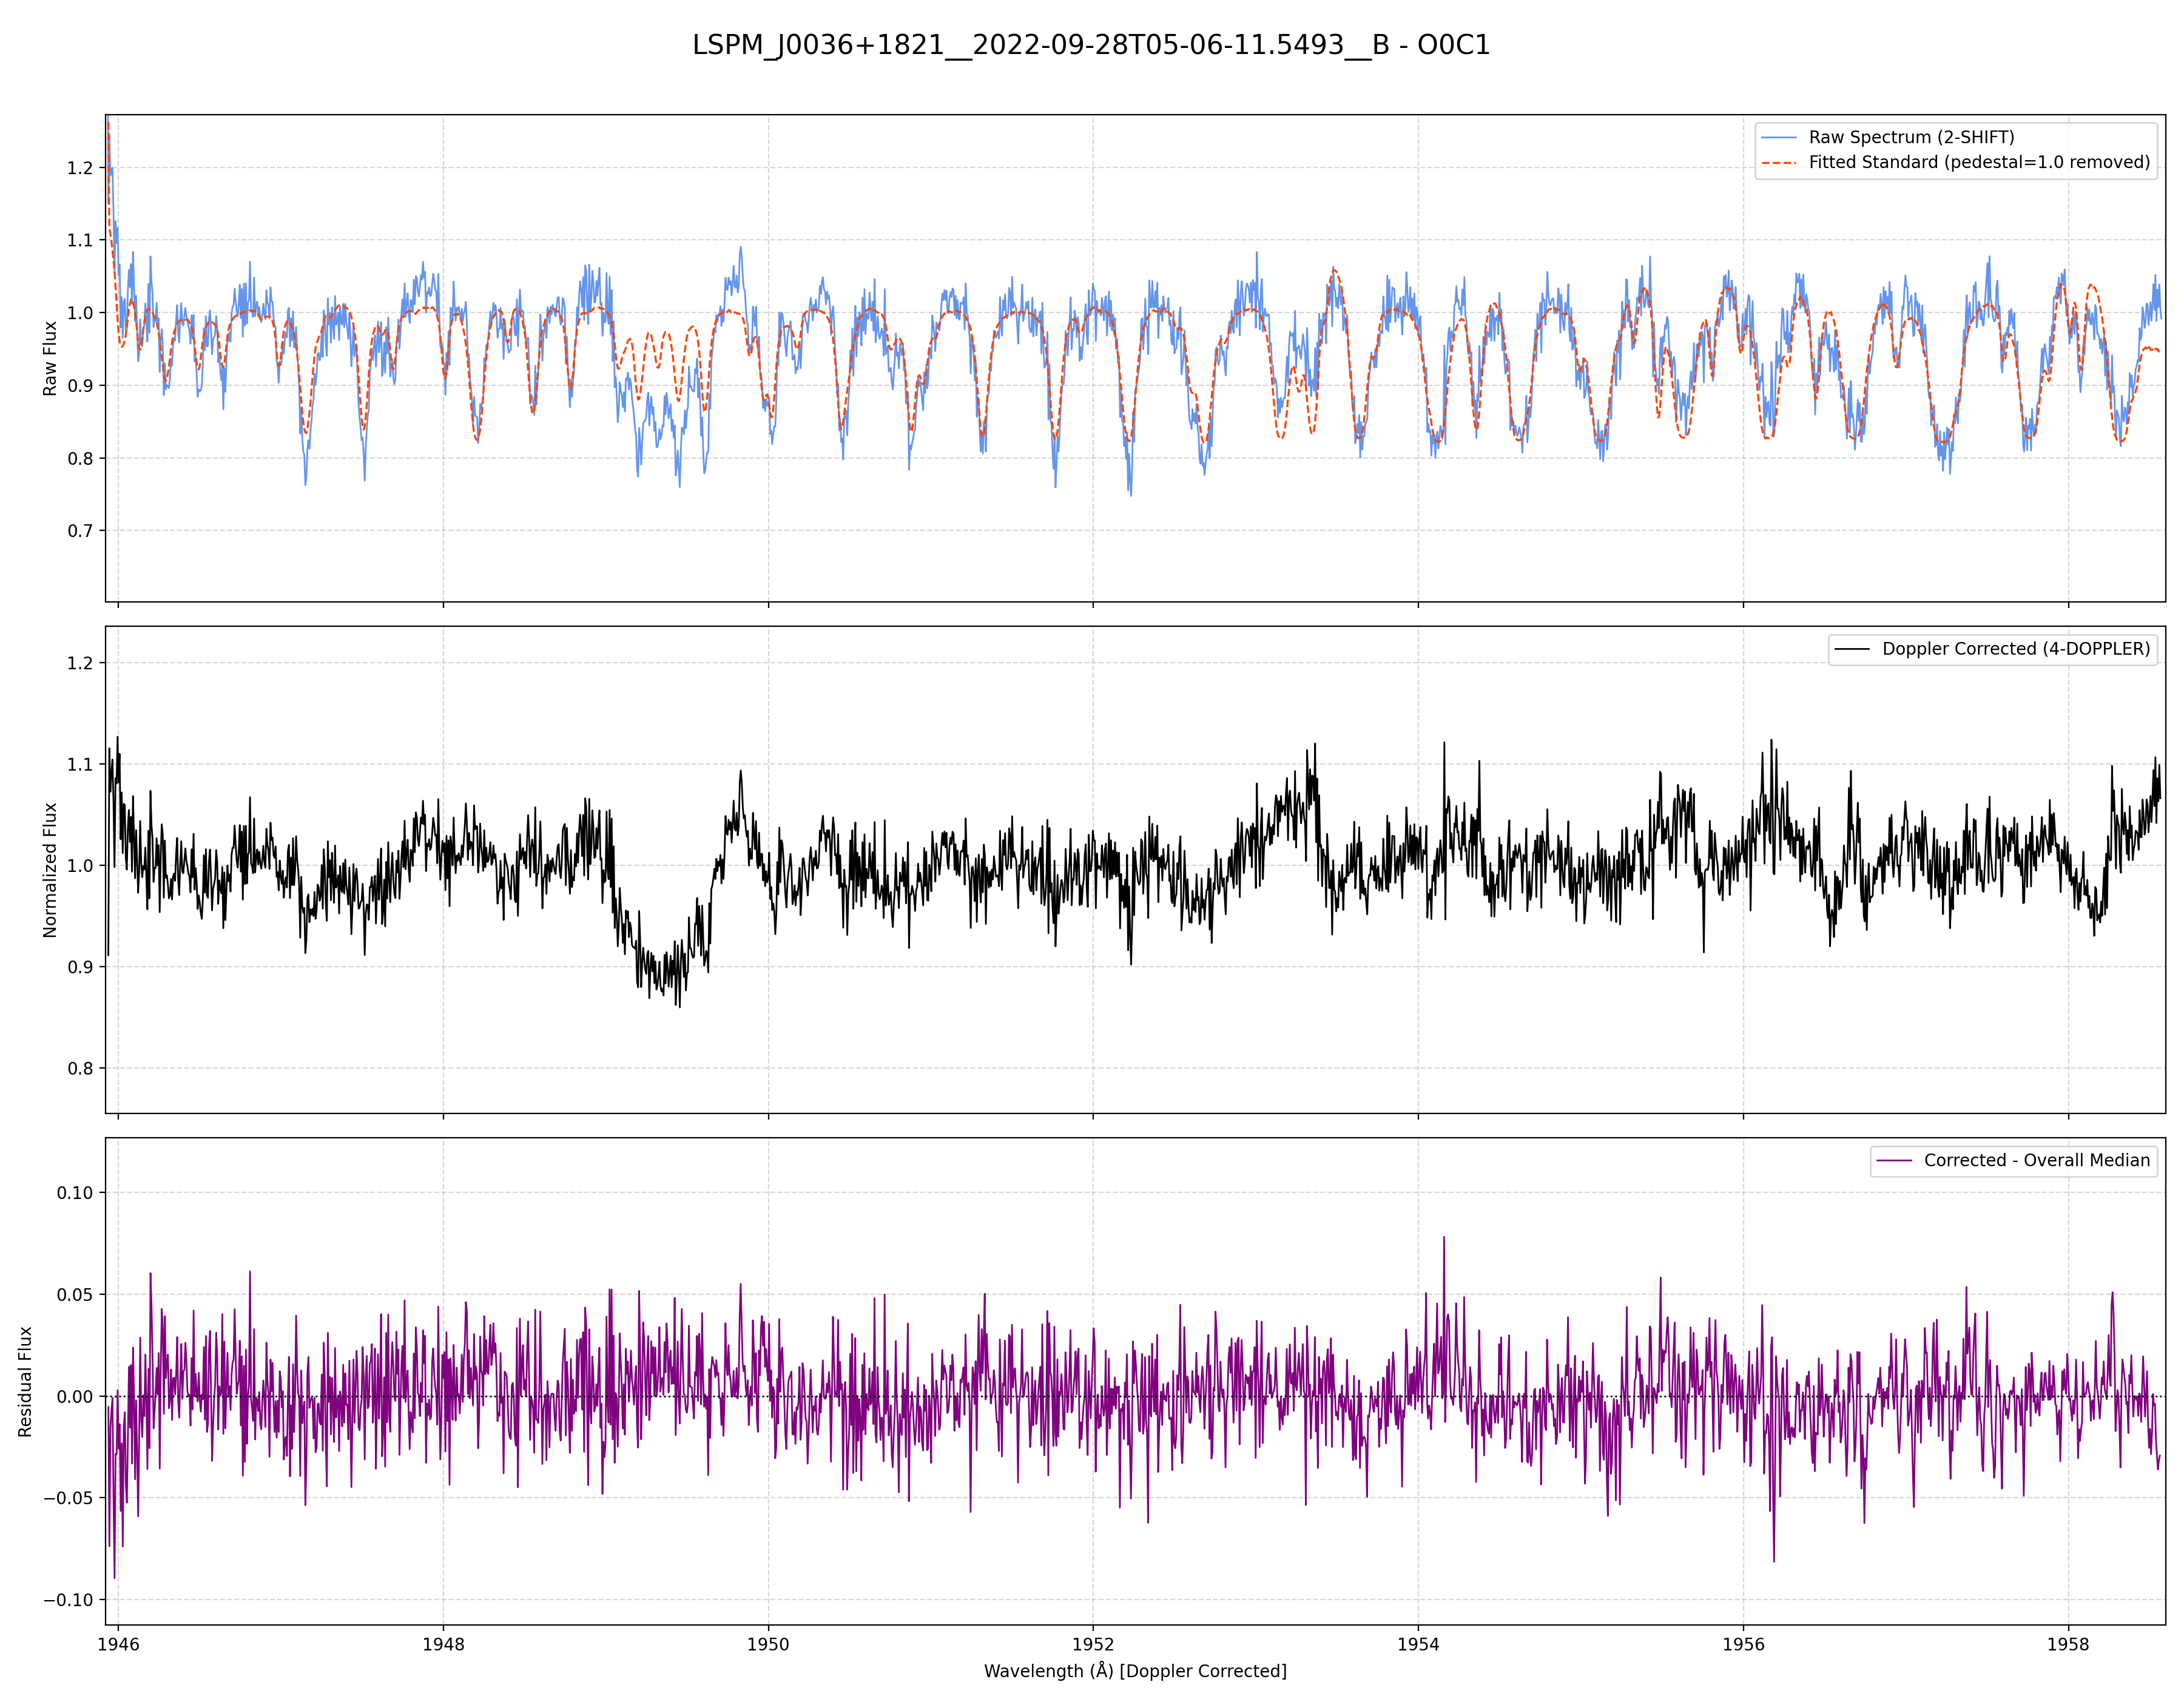 LSPM_J0036+1821__2022-09-28T05-06-11.5493__B - O0C1
Raw Spectrum (2-SHIFT)
Fitted Standard (pedestal=1.0 removed)
1.2
1.1
1.0
0.9
0.8
0.7
Raw Flux
Doppler Corrected (4-DOPPLER)
1.2
1.1
1.0
0.9
0.8
Normalized Flux
Corrected - Overall Median
0.10
0.05
0.00
−0.05
−0.10
Residual Flux
1946 1948 1950 1952 1954 1956 1958
Wavelength (Å) [Doppler Corrected]